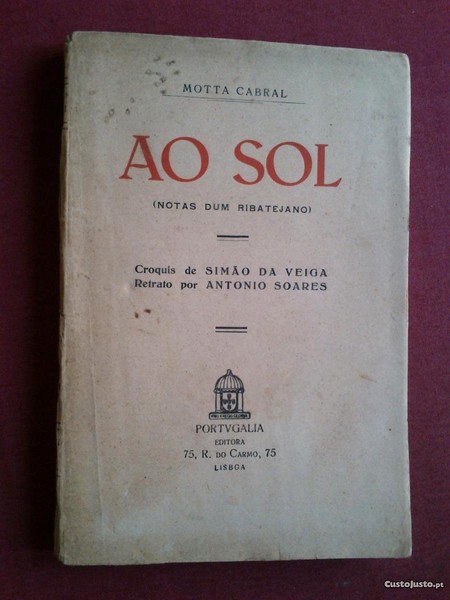 MOTTA CABRAL
AO SOL
(NOTAS DUM RIBATEJANO)
Croquis de SIMÃO DA VEIGA
Retrato por ANTONIO SOARES
PORTVGALIA
EDITORA
75, R. DO CARMO, 75
LISBOA
CustoJusto.pt